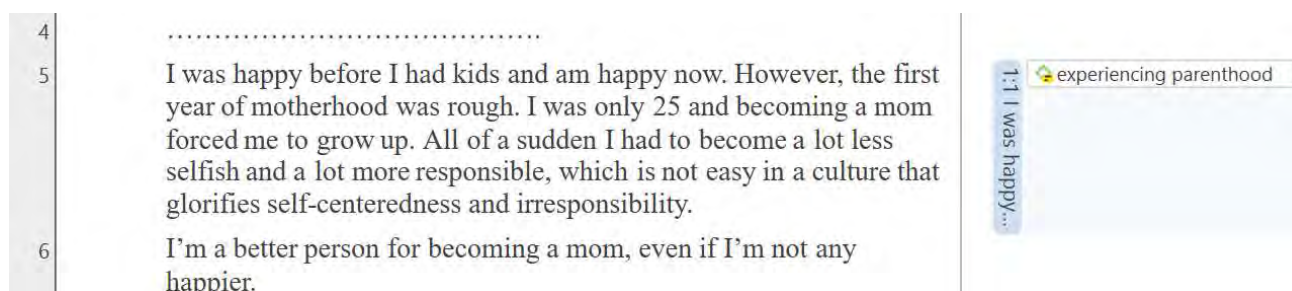 4 …………………………………
5 I was happy before I had kids and am happy now. However, the first
year of motherhood was rough. I was only 25 and becoming a mom
forced me to grow up. All of a sudden I had to become a lot less
selfish and a lot more responsible, which is not easy in a culture that
glorifies self-centeredness and irresponsibility.
6 I’m a better person for becoming a mom, even if I’m not any
happier.
1:1 I was happy...
experiencing parenthood